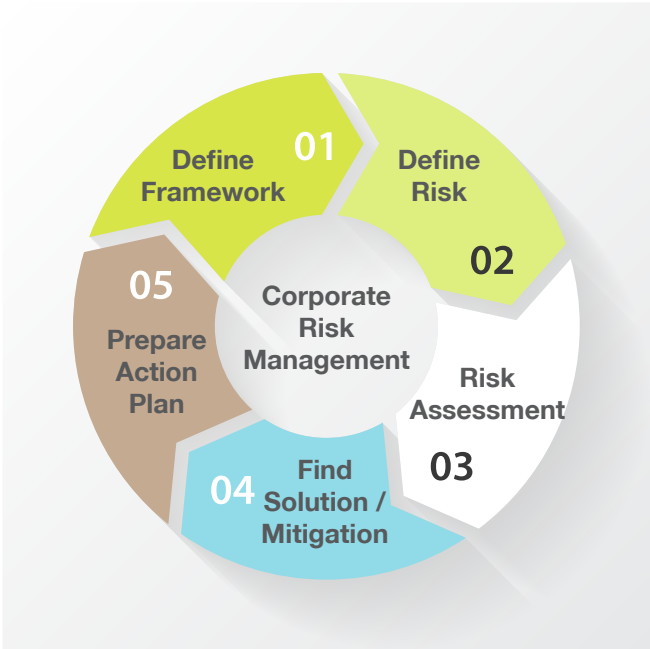 01
Define
Framework
Define
Risk
02
Risk
Assessment
03
04
Find
Solution /
Mitigation
05
Prepare
Action
Plan
Corporate
Risk
Management